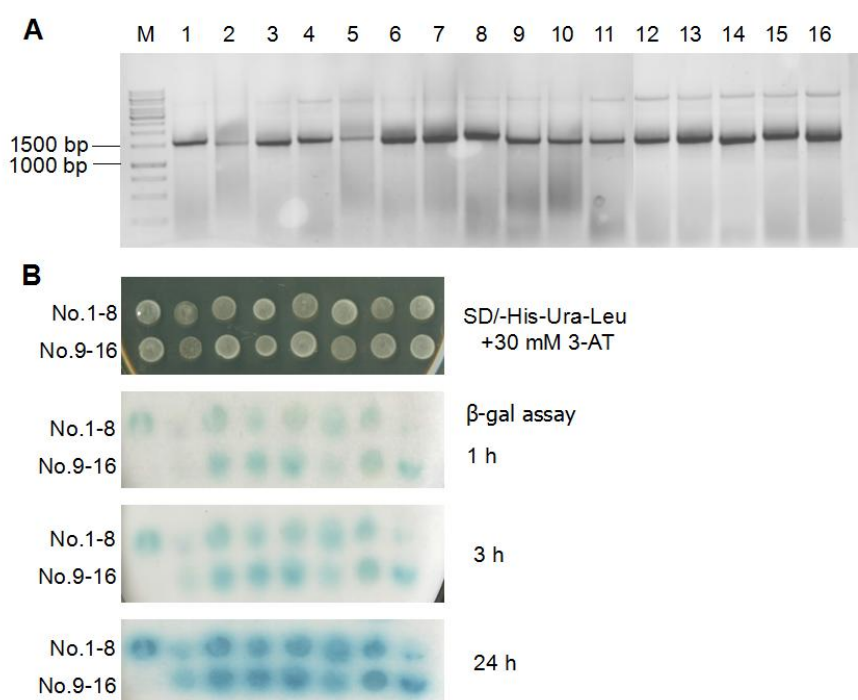 A M 1 2 3 4 5 6 7 8 9 10 11 12 13 14 15 16
1500 bp
1000 bp
B
No.1-8
No.9-16
SD/-His-Ura-Leu
+30 mM 3-AT
β-gal assay
No.1-8
No.9-16
1 h
No.1-8
No.9-16
3 h
No.1-8
No.9-16
24 h